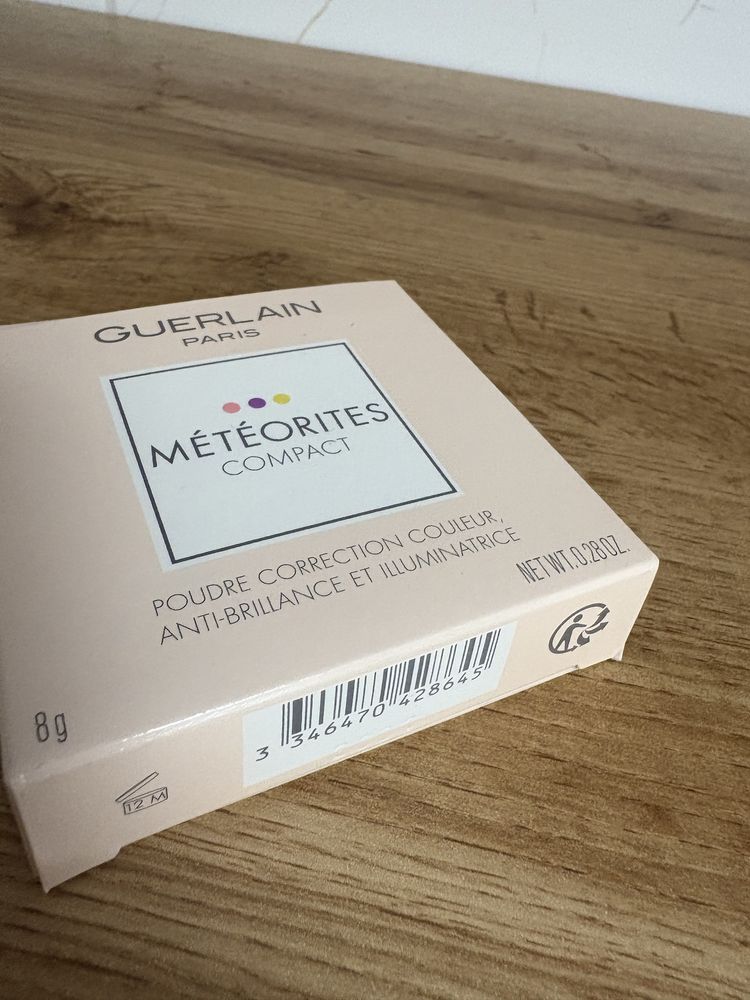 GUERLAIN
PARIS
MÉTÉORITES
COMPACT
POUDRE CORRECTION COULEUR,
ANTI-BRILLANCE ET ILLUMINATRICE
NET WT. 0.28 OZ.
8g
3 346470 428645
12 M